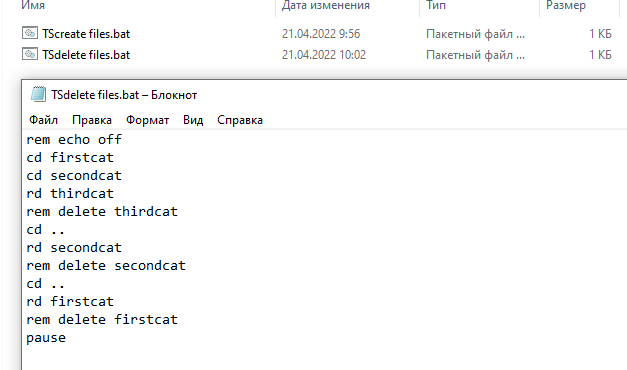 Имя Дата изменения Тип Размер
TScreate files.bat 21.04.2022 9:56 Пакетный файл ... 1 КБ
TSdelete files.bat 21.04.2022 10:02 Пакетный файл ... 1 КБ
TSdelete files.bat – Блокнот
Файл Правка Формат Вид Справка
rem echo off
cd firstcat
cd secondcat
rd thirdcat
rem delete thirdcat
cd ..
rd secondcat
rem delete secondcat
cd ..
rd firstcat
rem delete firstcat
pause